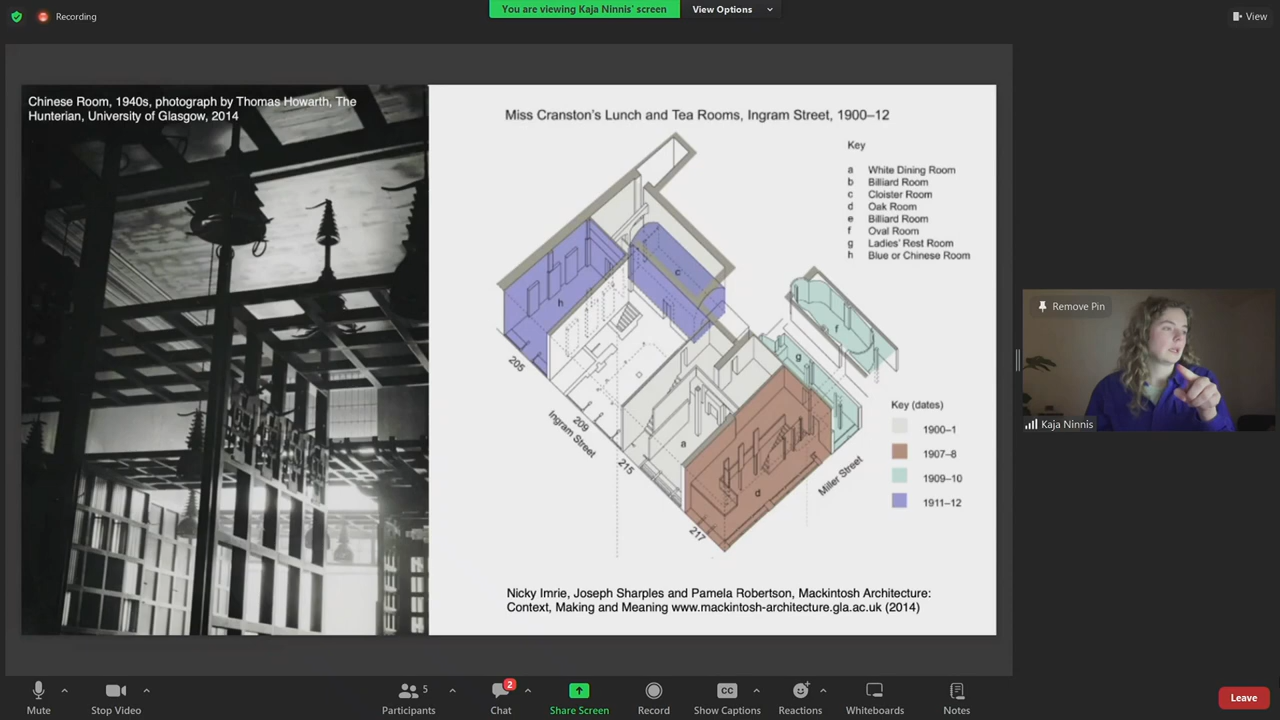 Recording
You are viewing Kaja Ninnis' screen
View Options
View
Chinese Room, 1940s, photograph by Thomas Howarth, The
Hunterian, University of Glasgow, 2014
Miss Cranston's Lunch and Tea Rooms, Ingram Street, 1900–12
Key
a White Dining Room
b Billiard Room
c Cloister Room
d Oak Room
e Billiard Room
f Oval Room
g Ladies' Rest Room
h Blue or Chinese Room
c
f
h
g
205
a
209
Ingram Street
215
d
217
Miller Street
Key (dates)
1900–1
1907–8
1909–10
1911–12
Nicky Imrie, Joseph Sharples and Pamela Robertson, Mackintosh Architecture:
Context, Making and Meaning www.mackintosh-architecture.gla.ac.uk (2014)
Remove Pin
Kaja Ninnis
Mute
Stop Video
Participants
5
Chat
2
Share Screen
Record
CC
Show Captions
Reactions
Whiteboards
Notes
Leave